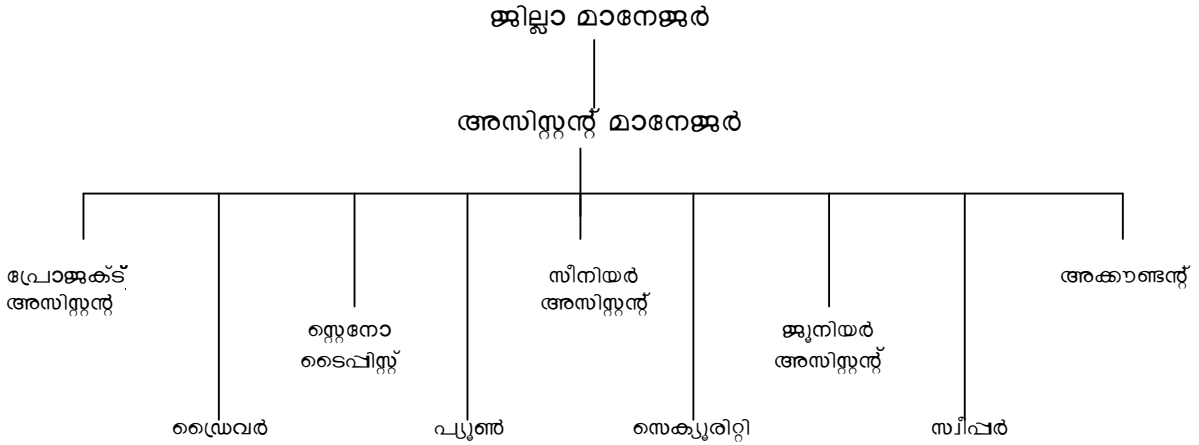 ജില്ലാ മാനേജർ
അസിസ്റ്റന്റ് മാനേജർ
പ്രോജക്ട്
അസിസ്റ്റന്റ
സീനിയർ
അസിസ്റ്റന്റ്
അക്കൗണ്ടന്റ്
സ്റ്റെനോ
ടൈപ്പിസ്റ്റ്
ജൂനിയർ
അസിസ്റ്റന്റ്
ഡ്രൈവർ
പ്യൂൺ
സെക്യൂരിറ്റി
സ്വീപ്പർ